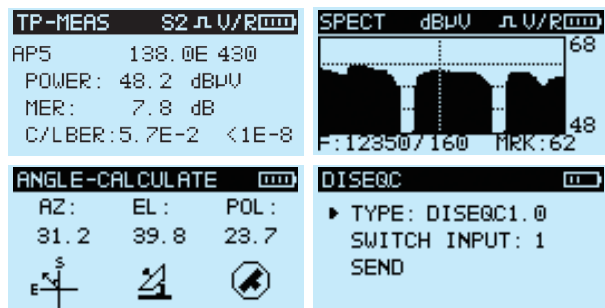 TP-MEAS S2 V/R
AP5 138.0E 430
POWER: 48.2 dBµV
MER: 7.8 dB
C/LBER:5.7E-2 <1E-8
SPECT dBµV V/R
68
48
F:12350/160 MRK:62
ANGLE-CALCULATE
AZ: EL: POL:
31.2 39.8 23.7
S
E
DISEQC
TYPE: DISEQC1.0
SWITCH INPUT: 1
SEND